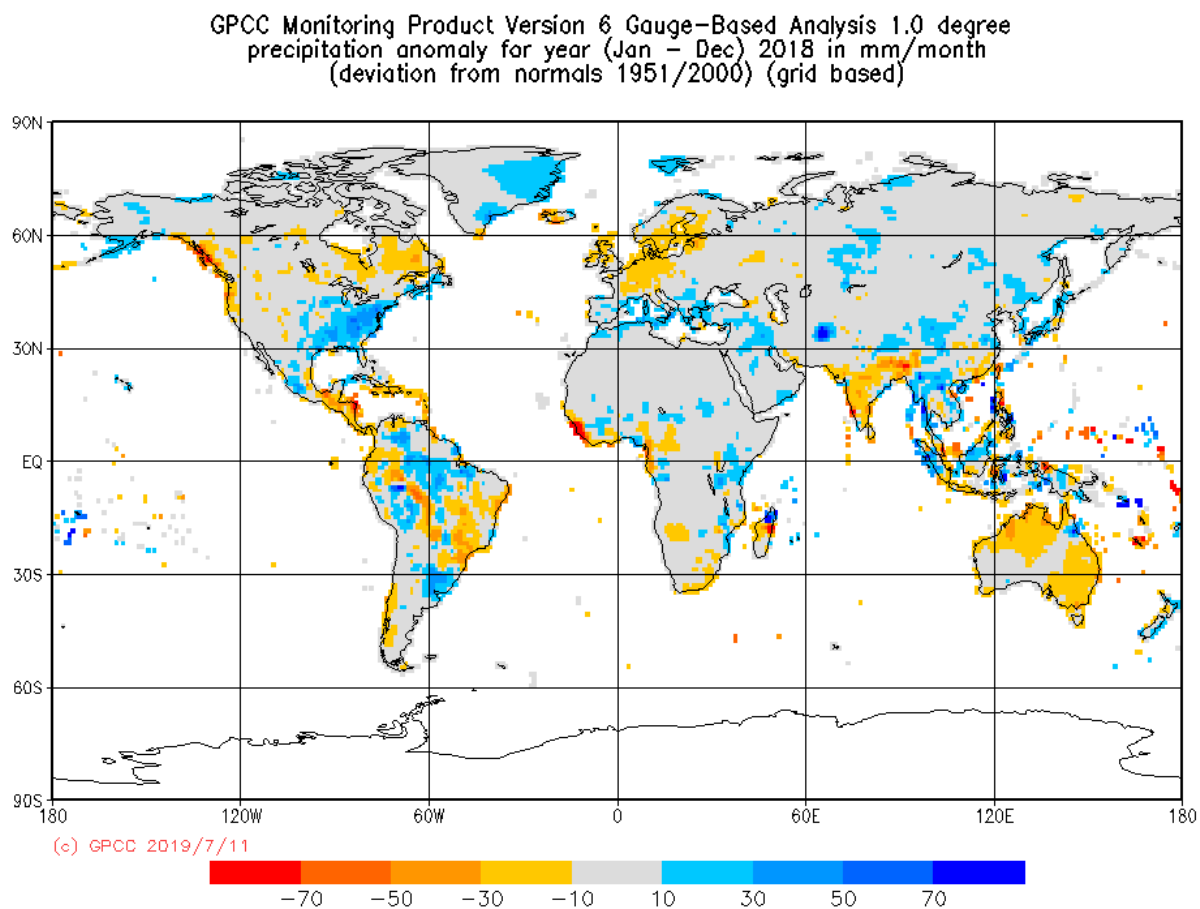 GPCC Monitoring Product Version 6 Gauge-Based Analysis 1.0 degree
precipitation anomaly for year (Jan - Dec) 2018 in mm/month
(deviation from normals 1951/2000) (grid based)
90N
60N
30N
EQ
30S
60S
90S
180 120W 60W 0 60E 120E 180
(c) GPCC 2019/7/11
-70 -50 -30 -10 10 30 50 70